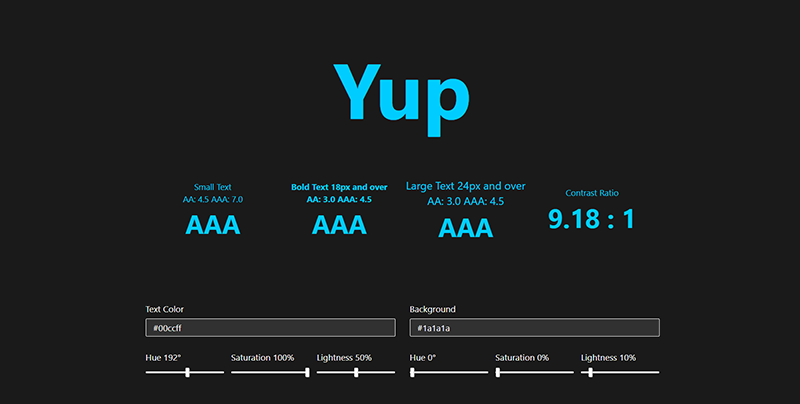 Yup
Small Text
AA: 4.5 AAA: 7.0
AAA
Bold Text 18px and over
AA: 3.0 AAA: 4.5
AAA
Large Text 24px and over
AA: 3.0 AAA: 4.5
AAA
Contrast Ratio
9.18 : 1
Text Color
#00ccff
Hue 192°
Saturation 100%
Lightness 50%
Background
#1a1a1a
Hue 0°
Saturation 0%
Lightness 10%